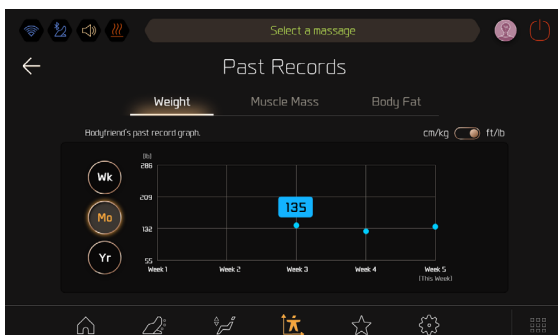 Select a massage
Past Records
Weight Muscle Mass Body Fat
Bodyfriend's past record graph. cm/kg ft/lb
(lb)
286
Wk
209
135
Mo
132
Yr
55
Week 1 Week 2 Week 3 Week 4 Week 5
(This Week)